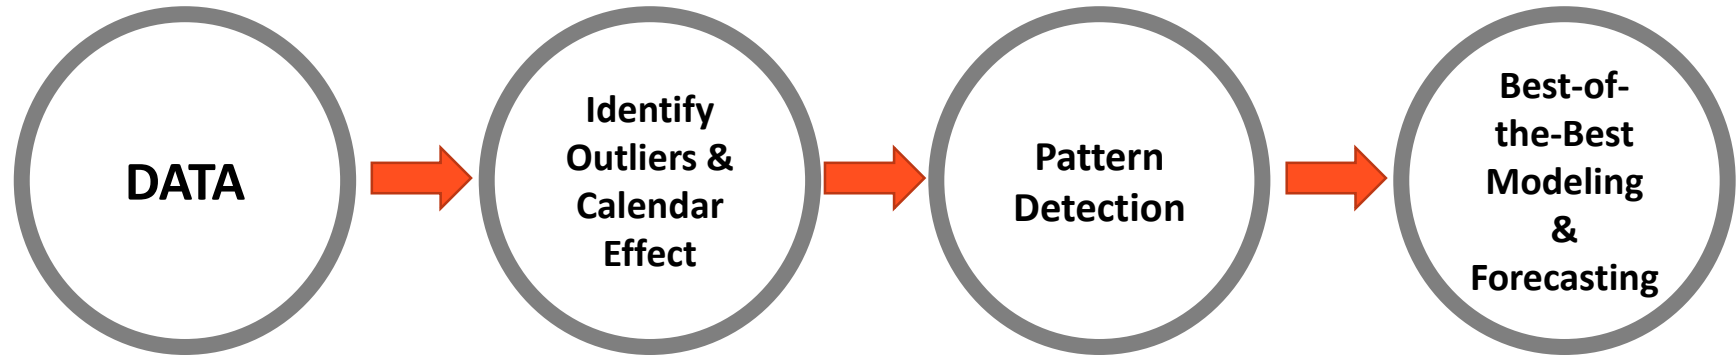 DATA
Identify
Outliers &
Calendar
Effect
Pattern
Detection
Best-of-
the-Best
Modeling
&
Forecasting